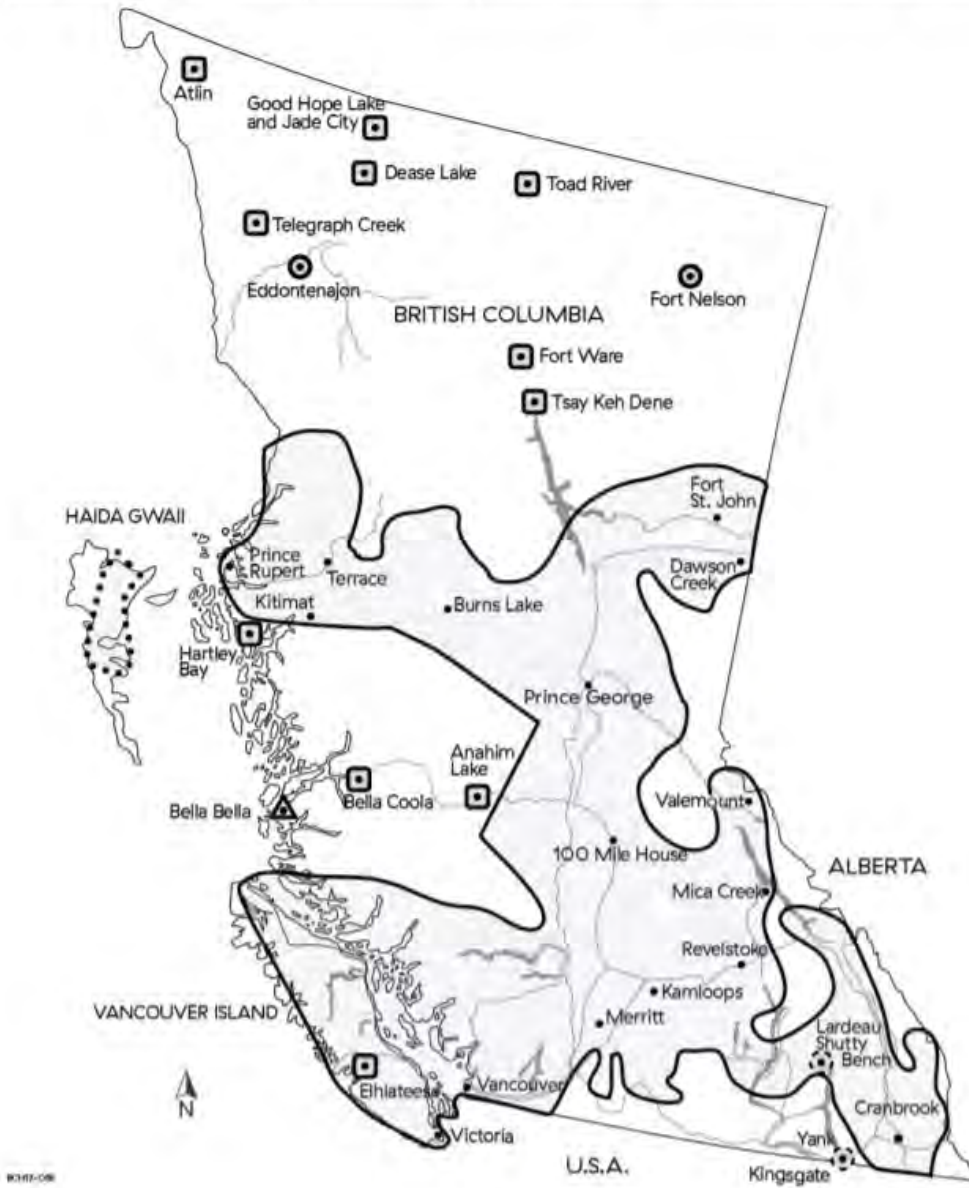 Atlin
Good Hope Lake
and Jade City
Dease Lake
Toad River
Telegraph Creek
Eddontenajon
Fort Nelson
BRITISH COLUMBIA
Fort Ware
Tsay Keh Dene
Fort
St. John
HAIDA GWAII
Prince
Rupert
Terrace
Dawson
Creek
Kitimat
Burns Lake
Hartley
Bay
Prince George
Anahim
Lake
Bella Coola
Valemount
Bella Bella
100 Mile House
ALBERTA
Mica Creek
Revelstoke
Kamloops
VANCOUVER ISLAND
Merritt
Lardeau
Shutty
Bench
Ehlateese
Vancouver
N
Cranbrook
Victoria
Yank
U.S.A.
Kingsgate